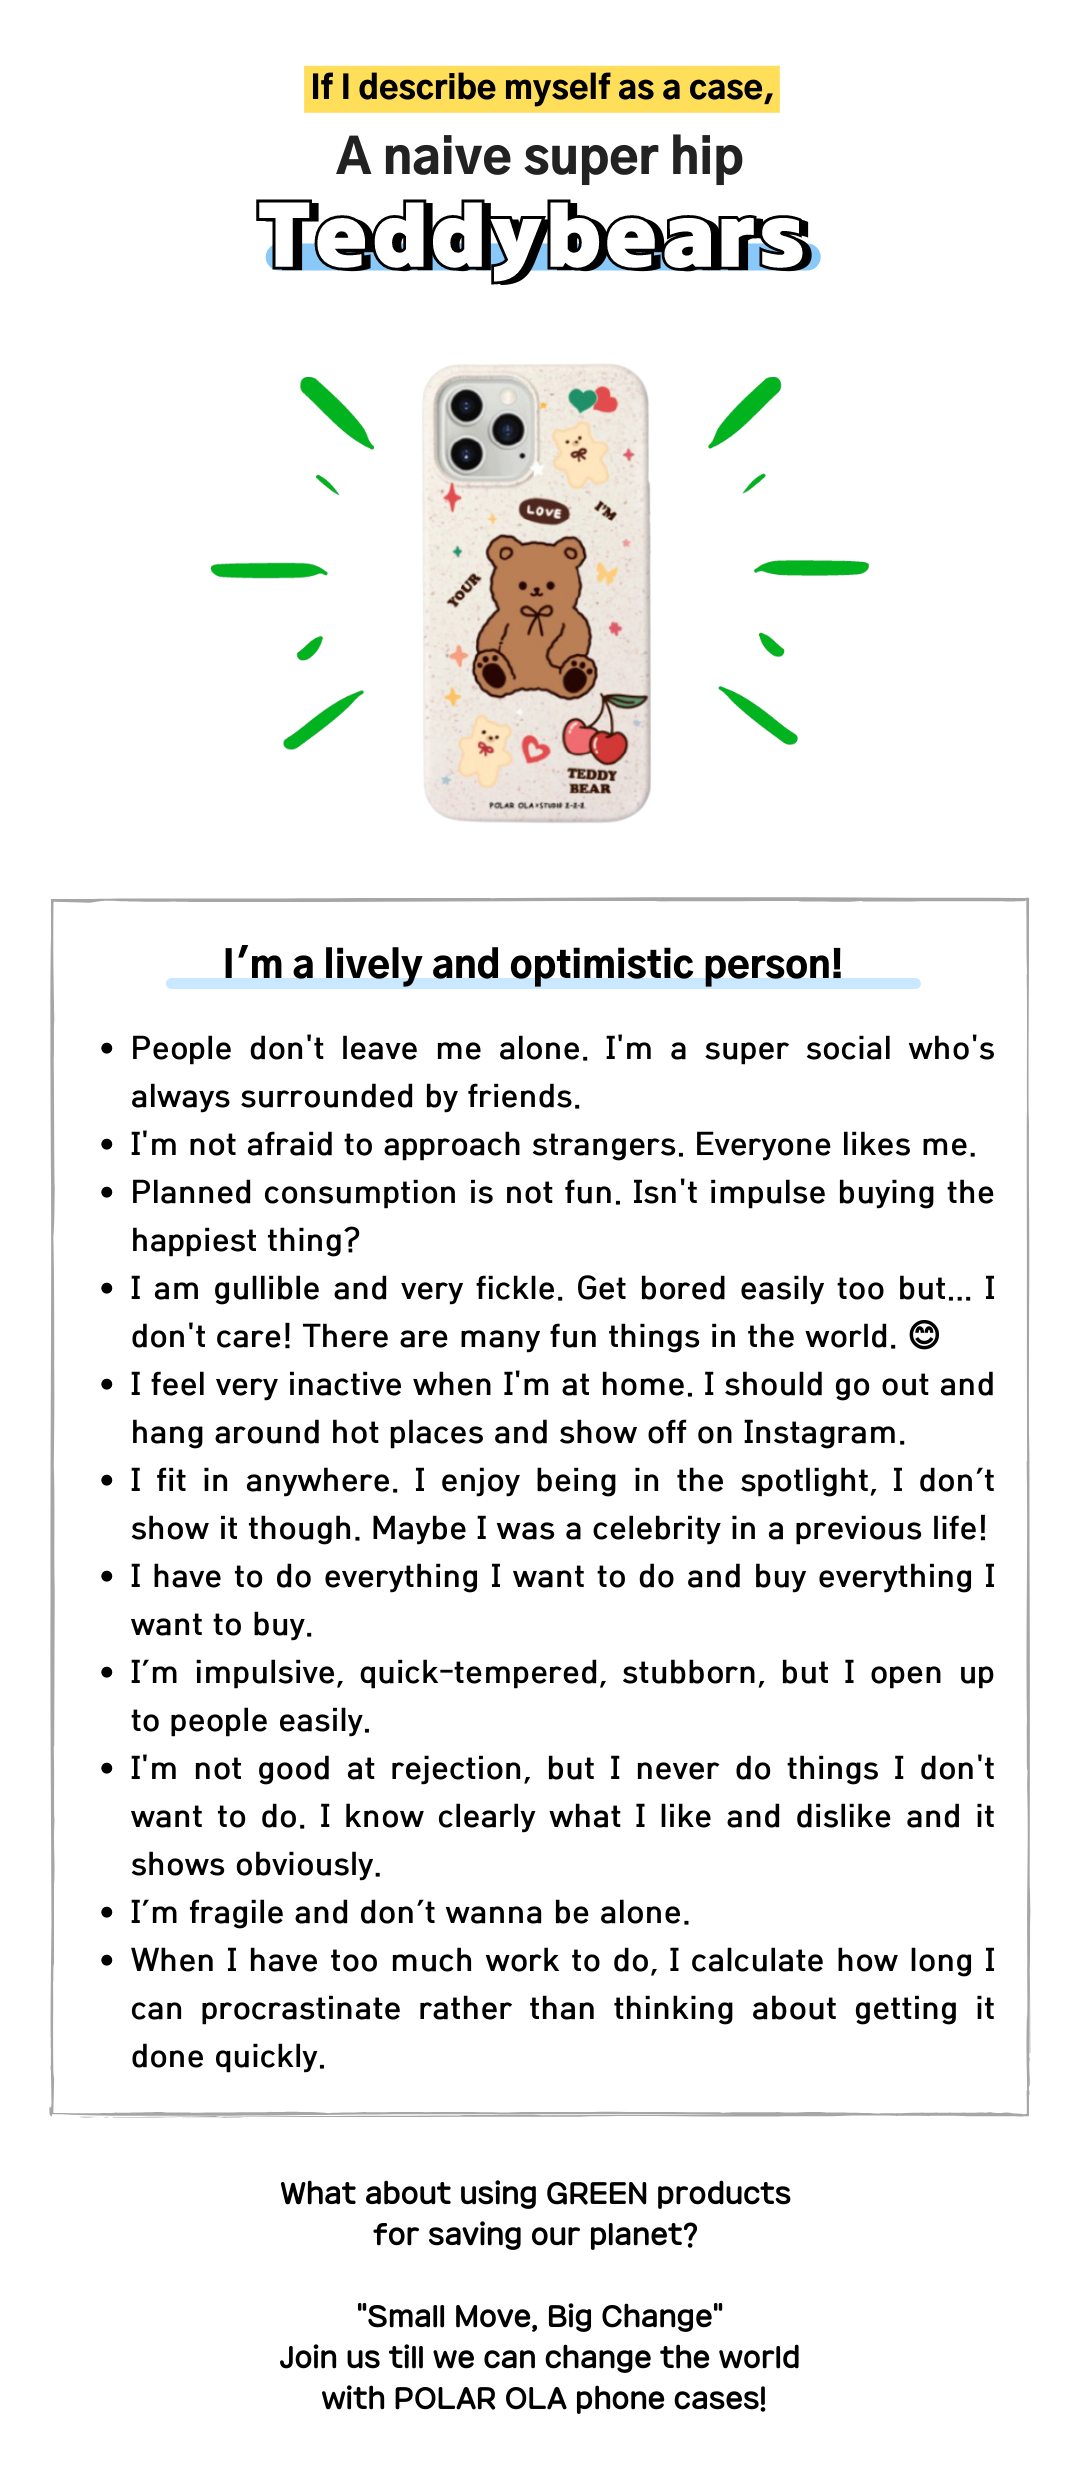 If I describe myself as a case,
A naive super hip
Teddybears
LOVE
I'M
YOUR
TEDDY
BEAR
POLAR OLA×STUDIO Z-Z-Z
I′m a lively and optimistic person!
• People don't leave me alone. I'm a super social who's
always surrounded by friends.
• I'm not afraid to approach strangers. Everyone likes me.
• Planned consumption is not fun. Isn't impulse buying the
happiest thing?
• I am gullible and very fickle. Get bored easily too but... I
don't care! There are many fun things in the world. 😊
• I feel very inactive when I'm at home. I should go out and
hang around hot places and show off on Instagram.
• I fit in anywhere. I enjoy being in the spotlight, I don′t
show it though. Maybe I was a celebrity in a previous life!
• I have to do everything I want to do and buy everything I
want to buy.
• I′m impulsive, quick-tempered, stubborn, but I open up
to people easily.
• I'm not good at rejection, but I never do things I don't
want to do. I know clearly what I like and dislike and it
shows obviously.
• I′m fragile and don′t wanna be alone.
• When I have too much work to do, I calculate how long I
can procrastinate rather than thinking about getting it
done quickly.
What about using GREEN products
for saving our planet?
"Small Move, Big Change"
Join us till we can change the world
with POLAR OLA phone cases!